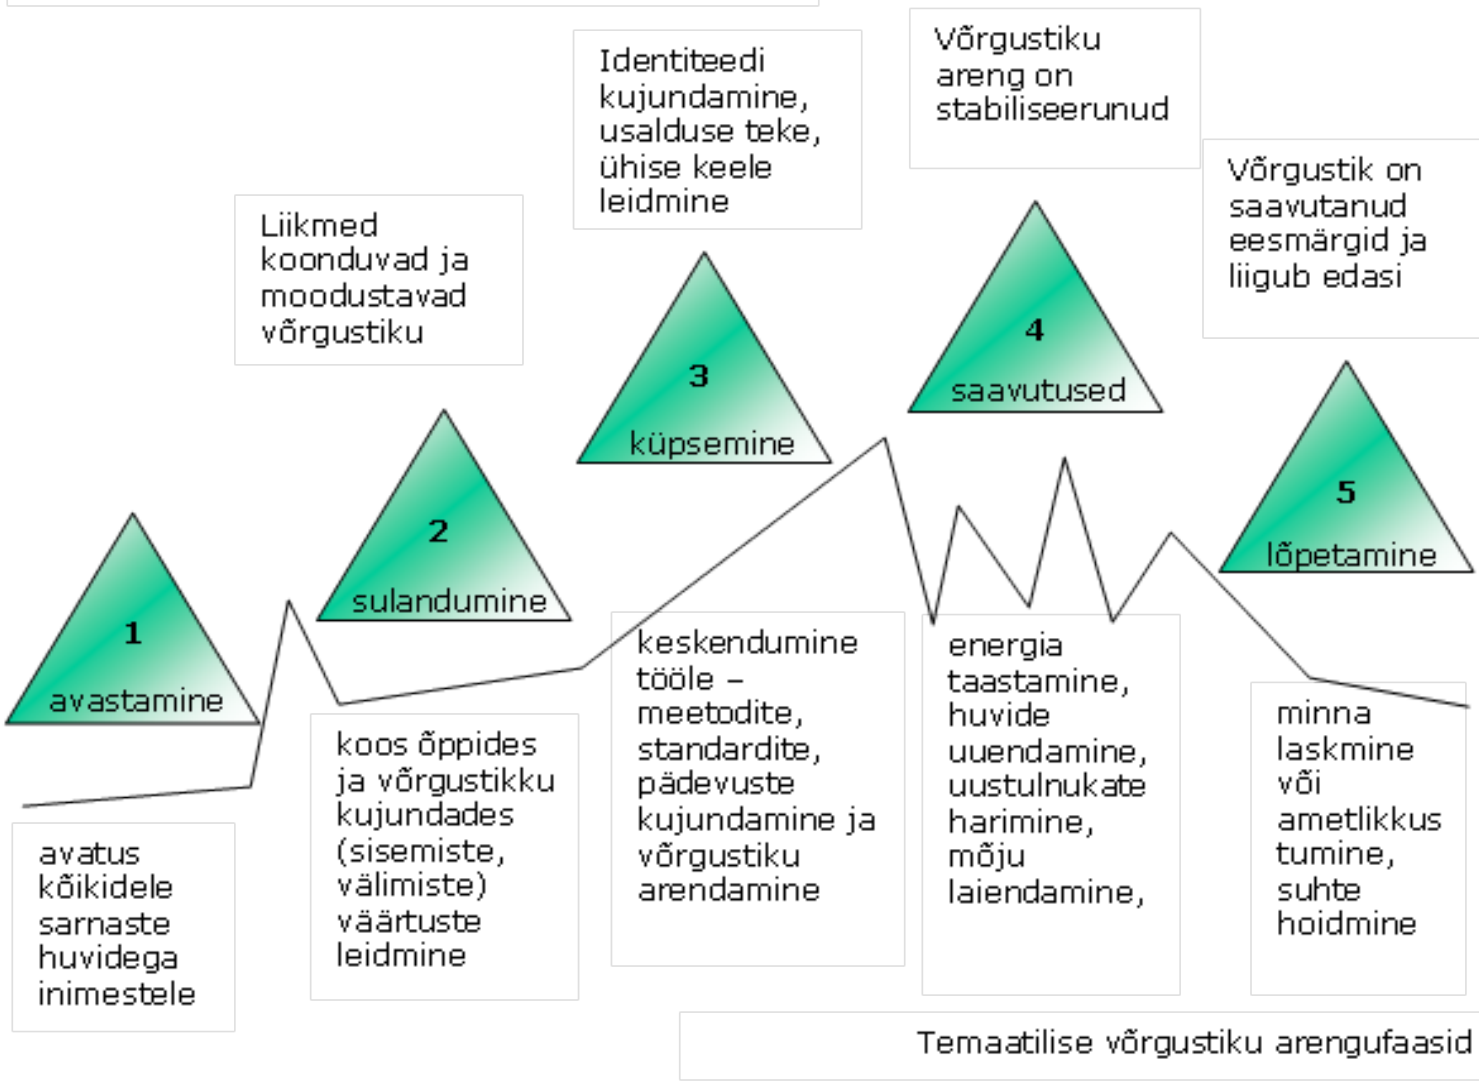 Võrgustiku
areng on
stabiliseerunud
Identiteedi
kujundamine,
usalduse teke,
ühise keele
leidmine
Võrgustik on
saavutanud
eesmärgid ja
liigub edasi
Liikmed
koonduvad ja
moodustavad
võrgustiku
1
avastamine
2
sulandumine
3
küpsemine
4
saavutused
5
lõpetamine
avatus
kõikidele
sarnaste
huvidega
inimestele
koos õppides
ja võrgustikku
kujundades
(sisemiste,
välimiste)
väärtuste
leidmine
keskendumine
tööle –
meetodite,
standardite,
pädevuste
kujundamine ja
võrgustiku
arendamine
energia
taastamine,
huvide
uuendamine,
uustulnukate
harimine,
mõju
laiendamine,
minna
laskmine
või
ametlikkus
tumine,
suhte
hoidmine
Temaatilise võrgustiku arengufaasid